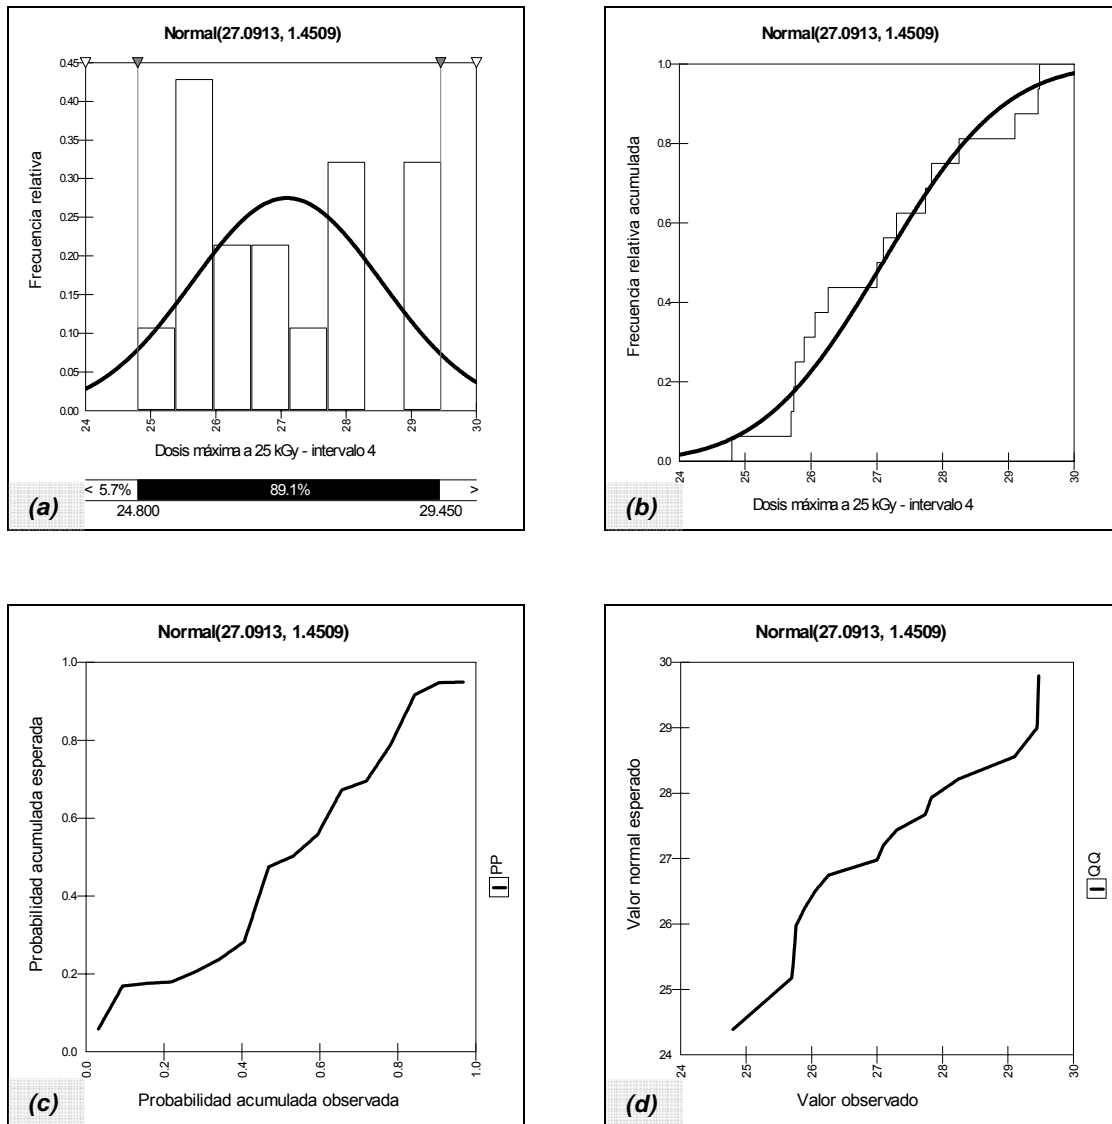 Normal(27.0913, 1.4509)
0.45
0.40
0.35
0.30
0.25
0.20
0.15
0.10
0.05
0.00
Frecuencia relativa
24 25 26 27 28 29 30
Dosis máxima a 25 kGy - intervalo 4
< 5.7% 89.1% >
24.800 29.450
(a)
Normal(27.0913, 1.4509)
1.0
0.8
0.6
0.4
0.2
0.0
Frecuencia relativa acumulada
24 25 26 27 28 29 30
Dosis máxima a 25 kGy - intervalo 4
(b)
Normal(27.0913, 1.4509)
1.0
0.8
0.6
0.4
0.2
0.0
Probabilidad acumulada esperada
0.0 0.2 0.4 0.6 0.8 1.0
Probabilidad acumulada observada
PP
(c)
Normal(27.0913, 1.4509)
30
29
28
27
26
25
24
Valor normal esperado
24 25 26 27 28 29 30
Valor observado
QQ
(d)